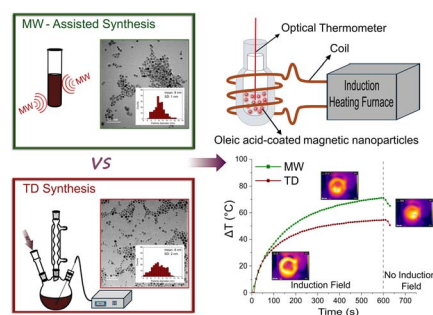 MW - Assisted Synthesis
MW
MW
VS
TD Synthesis
Optical Thermometer
Coil
Induction
Heating Furnace
Oleic acid-coated magnetic nanoparticles
MW
TD
ΔT (°C)
100
80
60
40
20
0
Induction Field
No Induction
Field
0 100 200 300 400 500 600 700
Time (s)